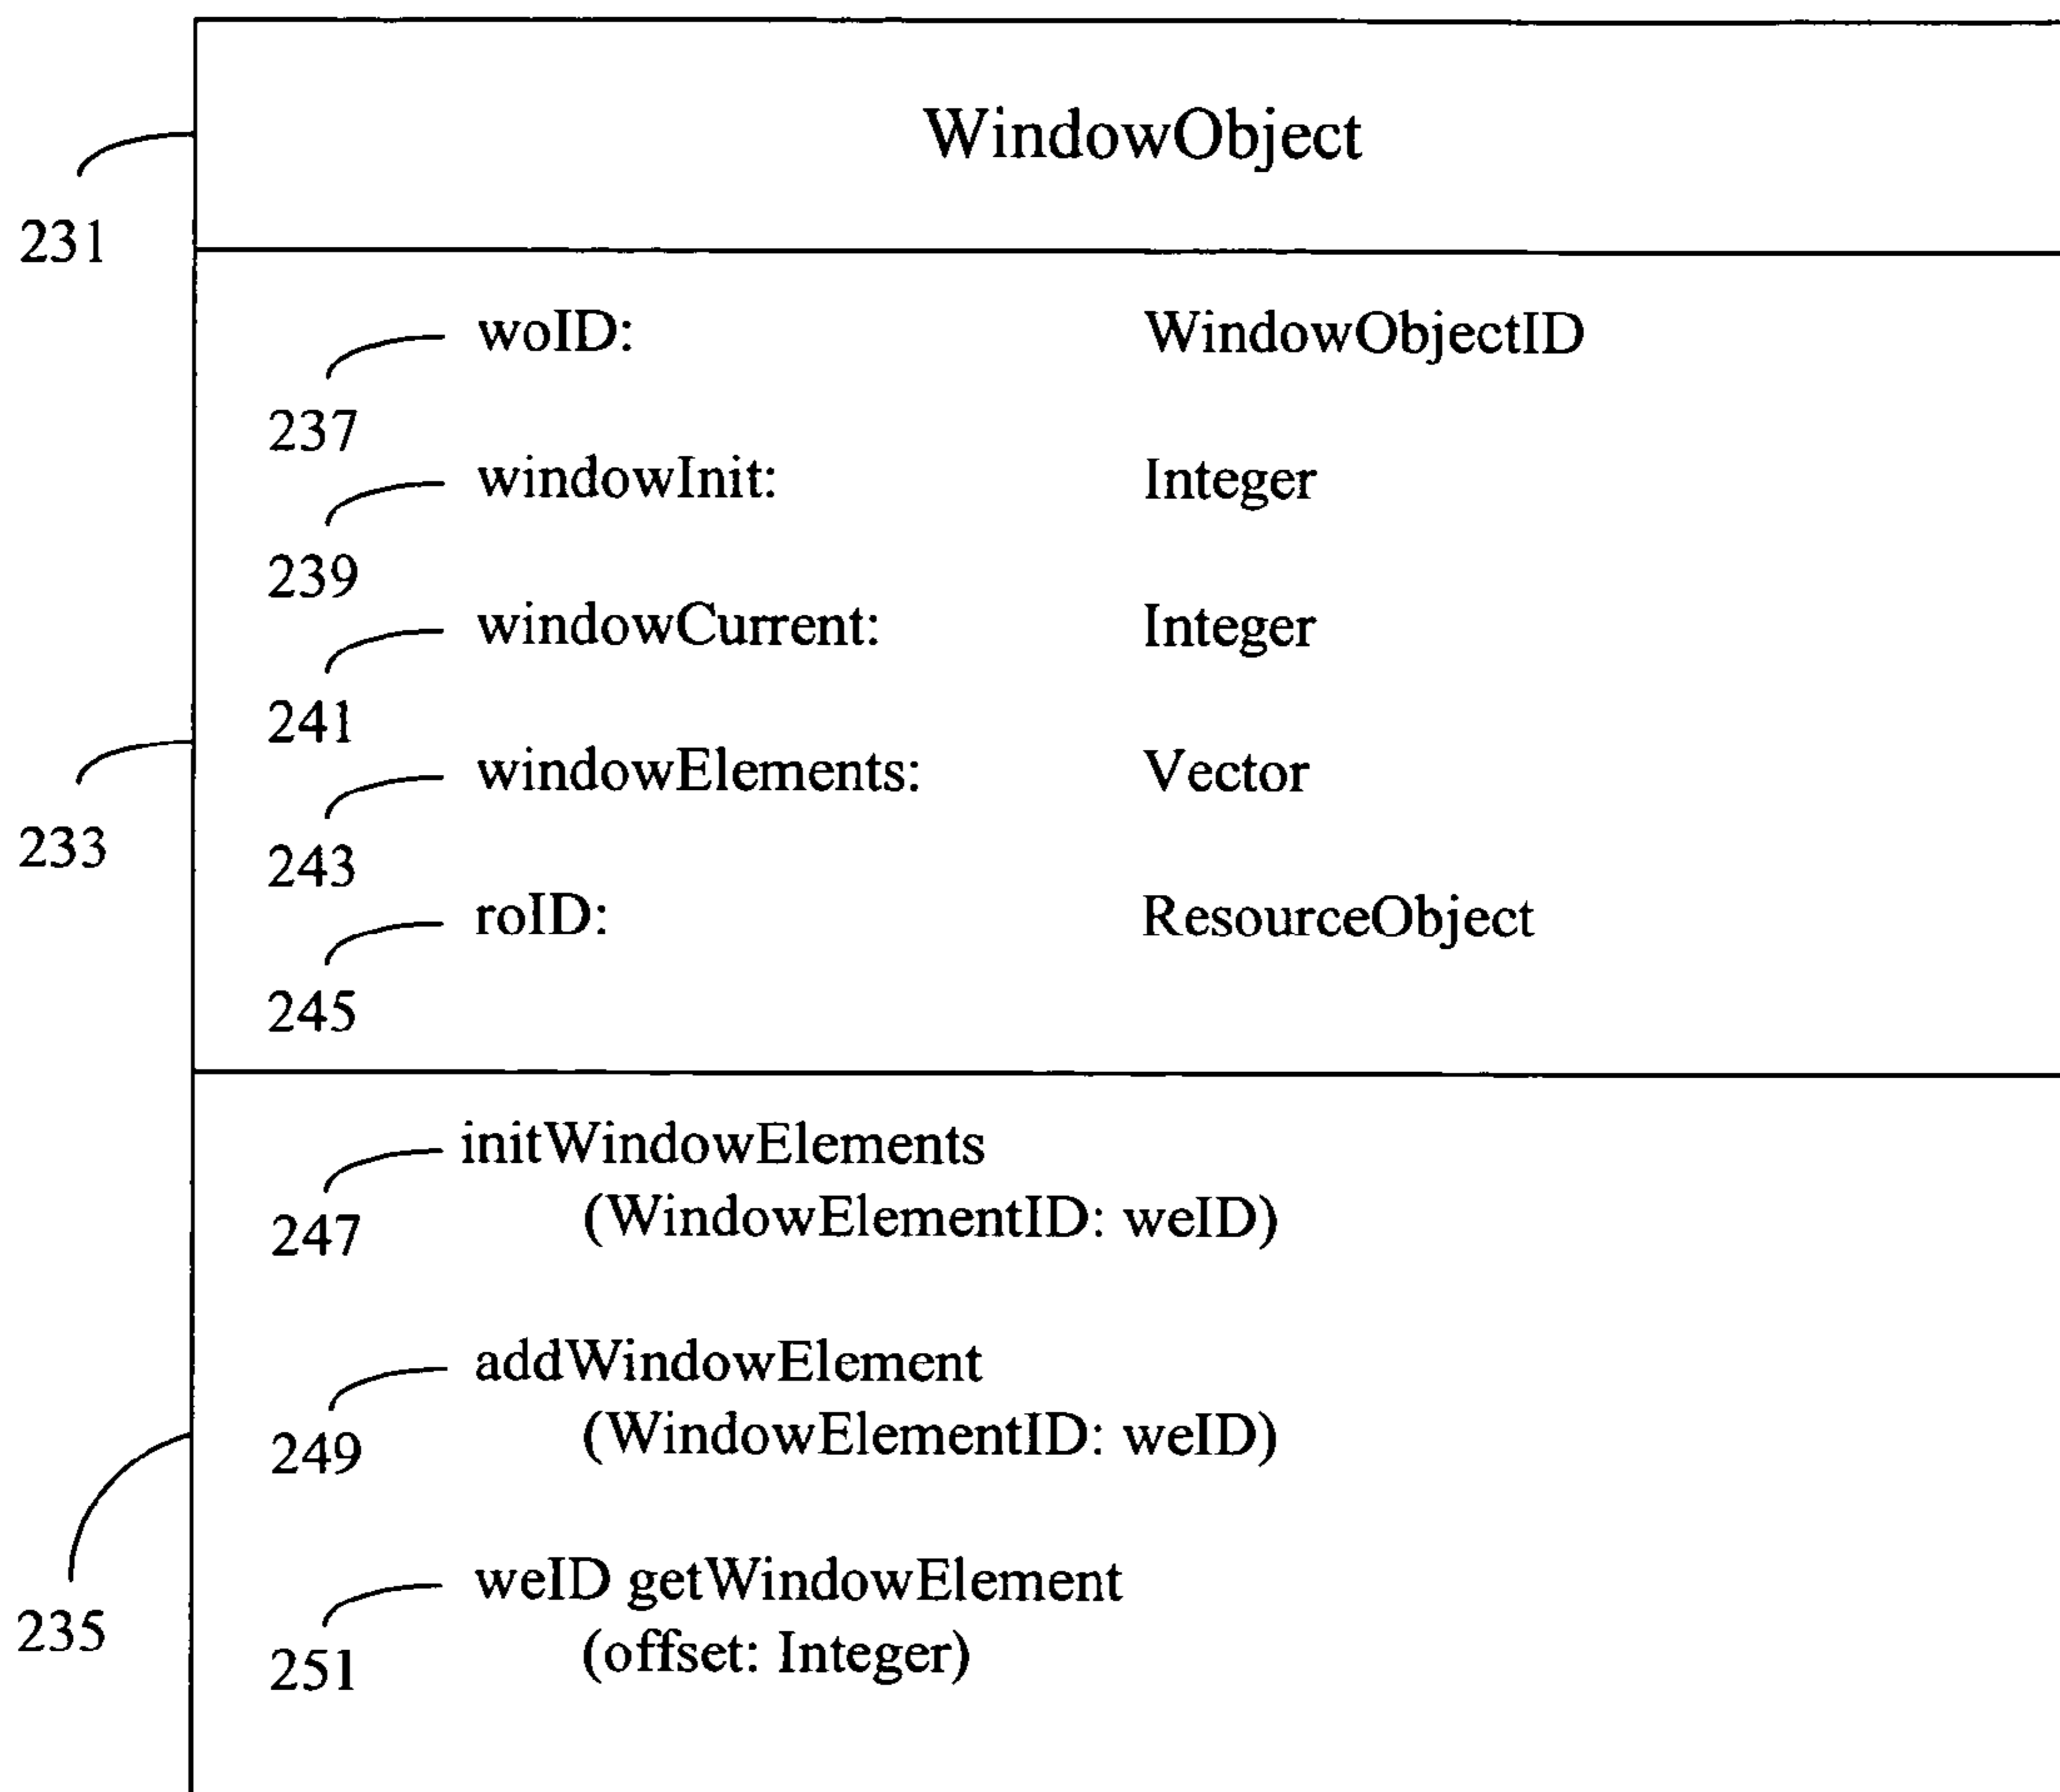 WindowObject
231
woID: WindowObjectID
237
windowInit: Integer
239
windowCurrent: Integer
241
windowElements: Vector
233
243
roID: ResourceObject
245
initWindowElements
(WindowElementID: weID)
247
addWindowElement
(WindowElementID: weID)
249
weID getWindowElement
235
(offset: Integer)
251